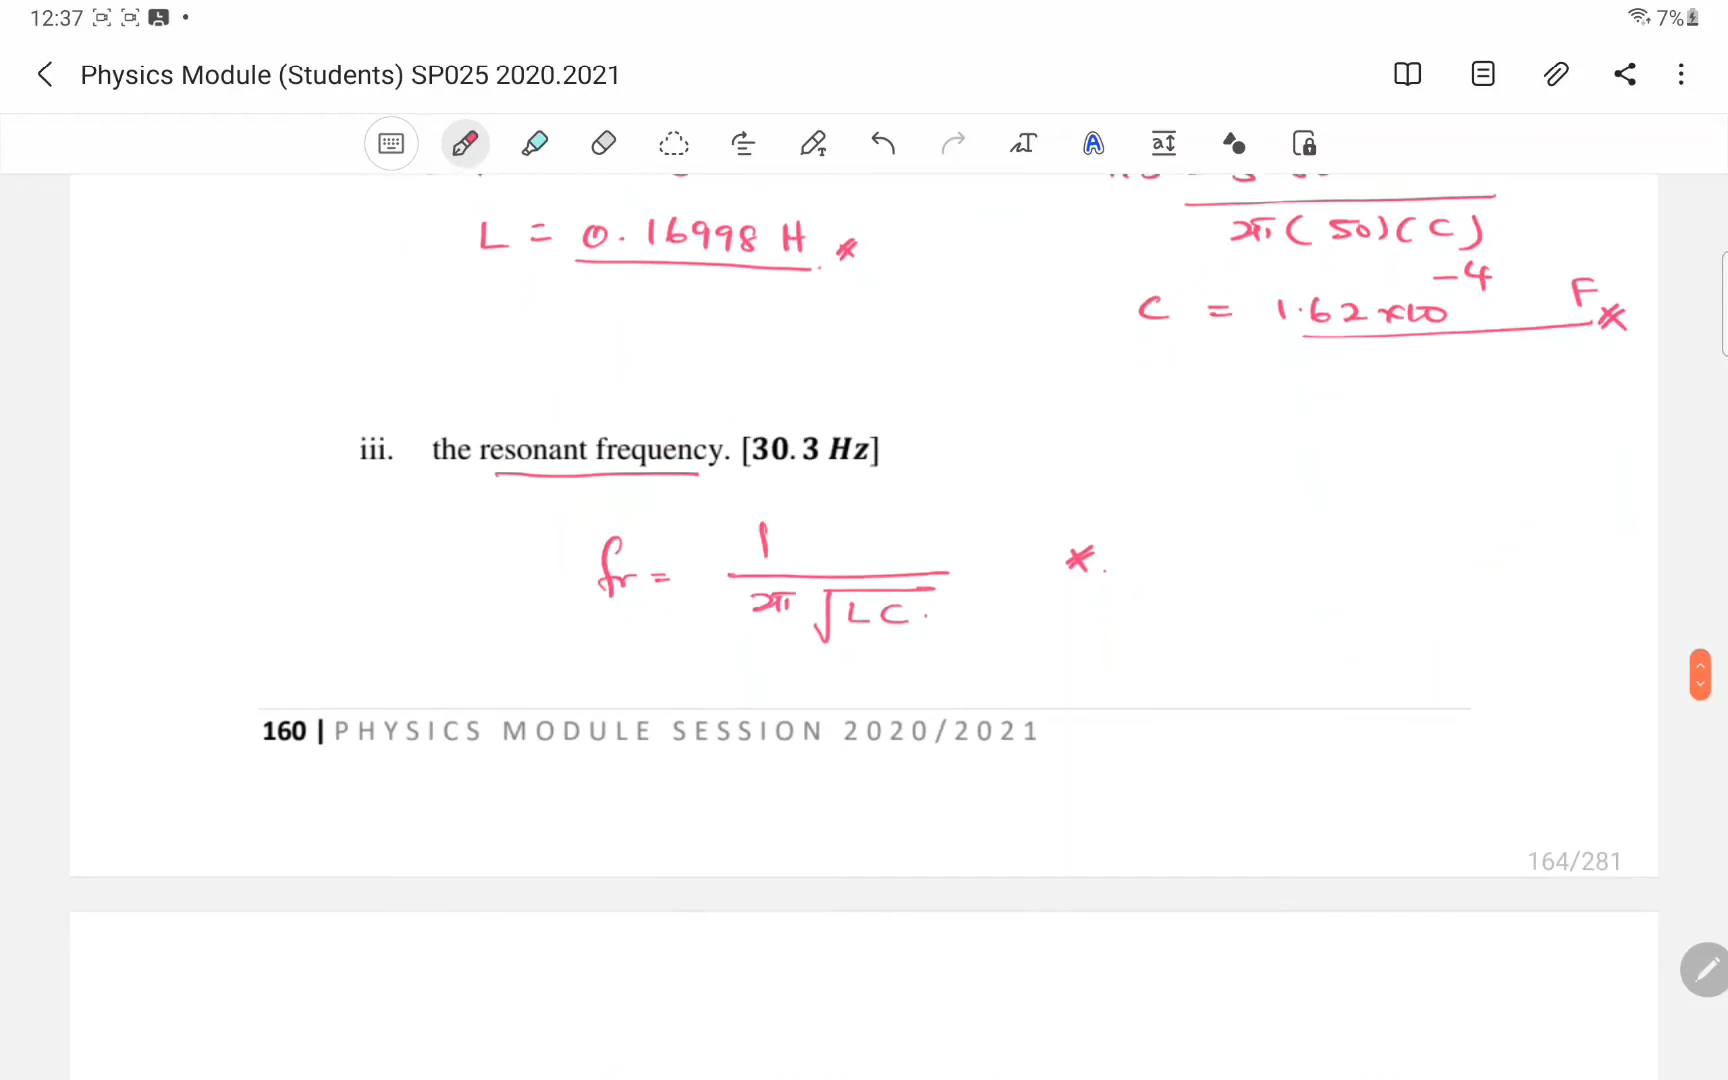 12:37
7%
Physics Module (Students) SP025 2020.2021
L = 0.16998 H *
2π ( 50)( C )
C = 1.62 x10 -4 F *
iii. the resonant frequency. [30.3 Hz]
fr = 1
2π √LC. *.
160 | PHYSICS MODULE SESSION 2020/2021
164/281